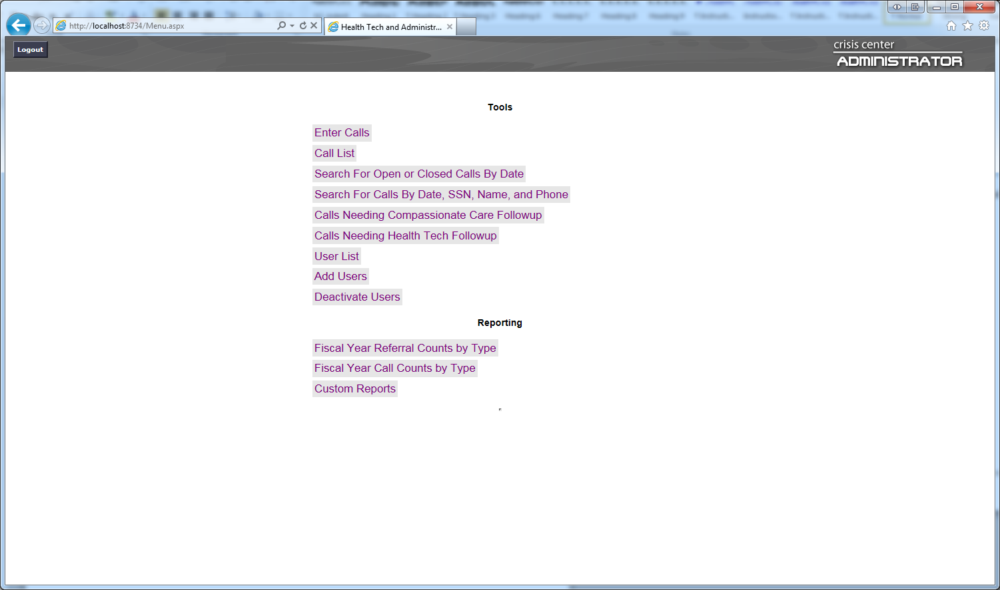 http://localhost:8734/Menu.aspx
Health Tech and Administr...
Logout
crisis center
ADMINISTRATOR
Tools
Enter Calls
Call List
Search For Open or Closed Calls By Date
Search For Calls By Date, SSN, Name, and Phone
Calls Needing Compassionate Care Followup
Calls Needing Health Tech Followup
User List
Add Users
Deactivate Users
Reporting
Fiscal Year Referral Counts by Type
Fiscal Year Call Counts by Type
Custom Reports